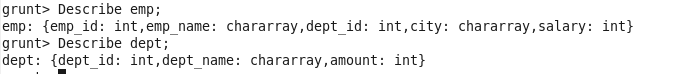 grunt> Describe emp;
emp: {emp_id: int,emp_name: chararray,dept_id: int,city: chararray,salary: int}
grunt> Describe dept;
dept: {dept_id: int,dept_name: chararray,amount: int}